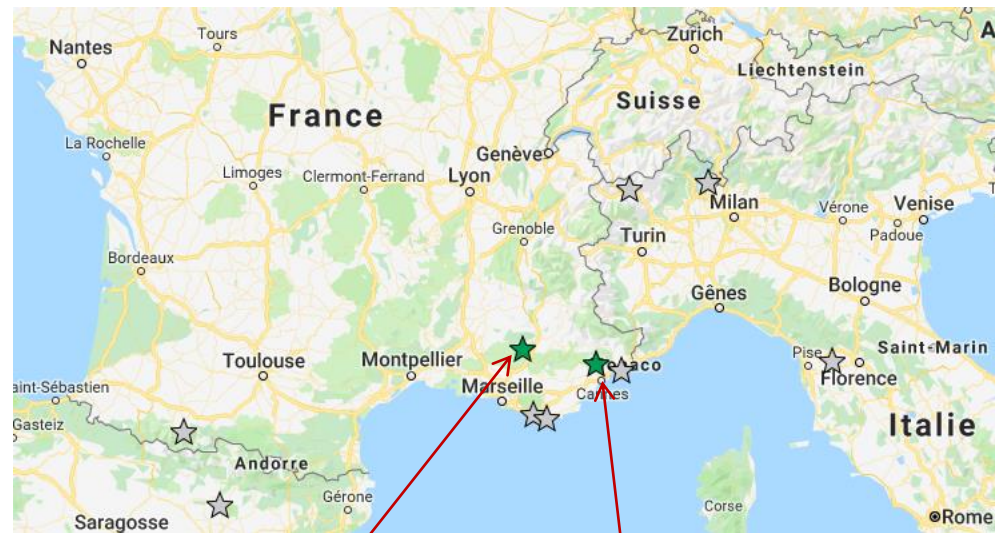 Tours
Nantes
Zurich
A
Liechtenstein
Suisse
France
La Rochelle
Genève
Limoges
Clermont-Ferrand
Lyon
Milan
Vérone
Venise
Grenoble
Padoue
Turin
Bordeaux
Bologne
Gênes
Pise
Saint-Marin
Toulouse
Montpellier
aco
Florence
aint-Sébastien
Marseille
Cannes
Gasteiz
Italie
Andorre
Gérone
Corse
Saragosse
Rome